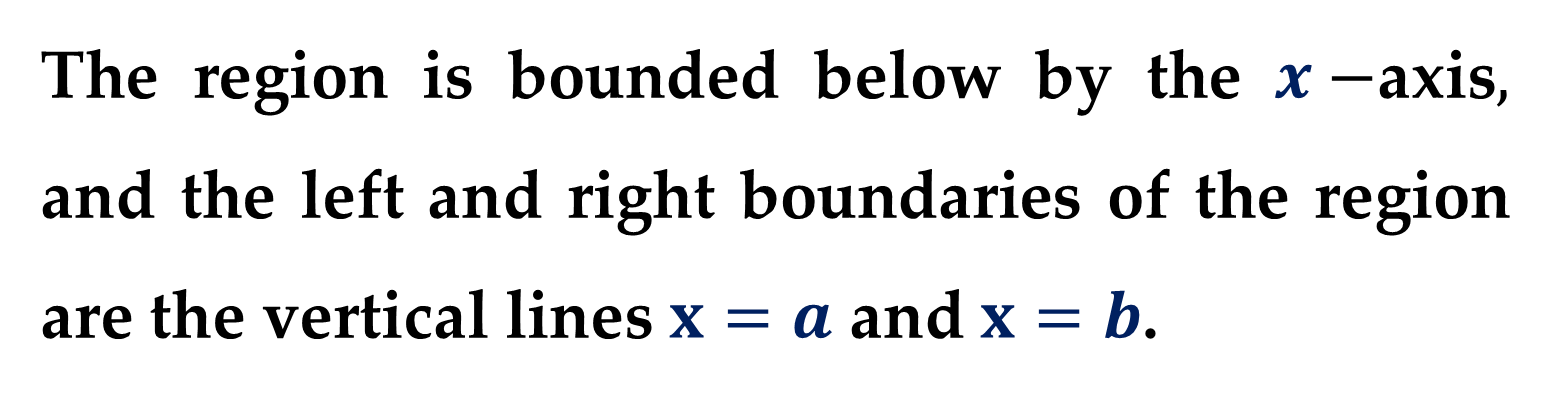 The region is bounded below by the x −axis,
and the left and right boundaries of the region
are the vertical lines x = a and x = b.